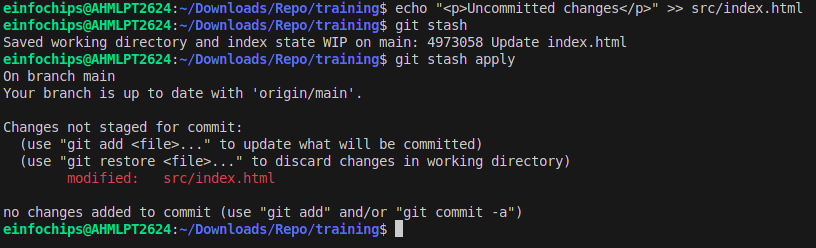 einfochips@AHMLPT2624:~/Downloads/Repo/training$ echo "<p>Uncommitted changes</p>" >> src/index.html
einfochips@AHMLPT2624:~/Downloads/Repo/training$ git stash
Saved working directory and index state WIP on main: 4973058 Update index.html
einfochips@AHMLPT2624:~/Downloads/Repo/training$ git stash apply
On branch main
Your branch is up to date with 'origin/main'.

Changes not staged for commit:
  (use "git add <file>..." to update what will be committed)
  (use "git restore <file>..." to discard changes in working directory)
        modified:   src/index.html

no changes added to commit (use "git add" and/or "git commit -a")
einfochips@AHMLPT2624:~/Downloads/Repo/training$